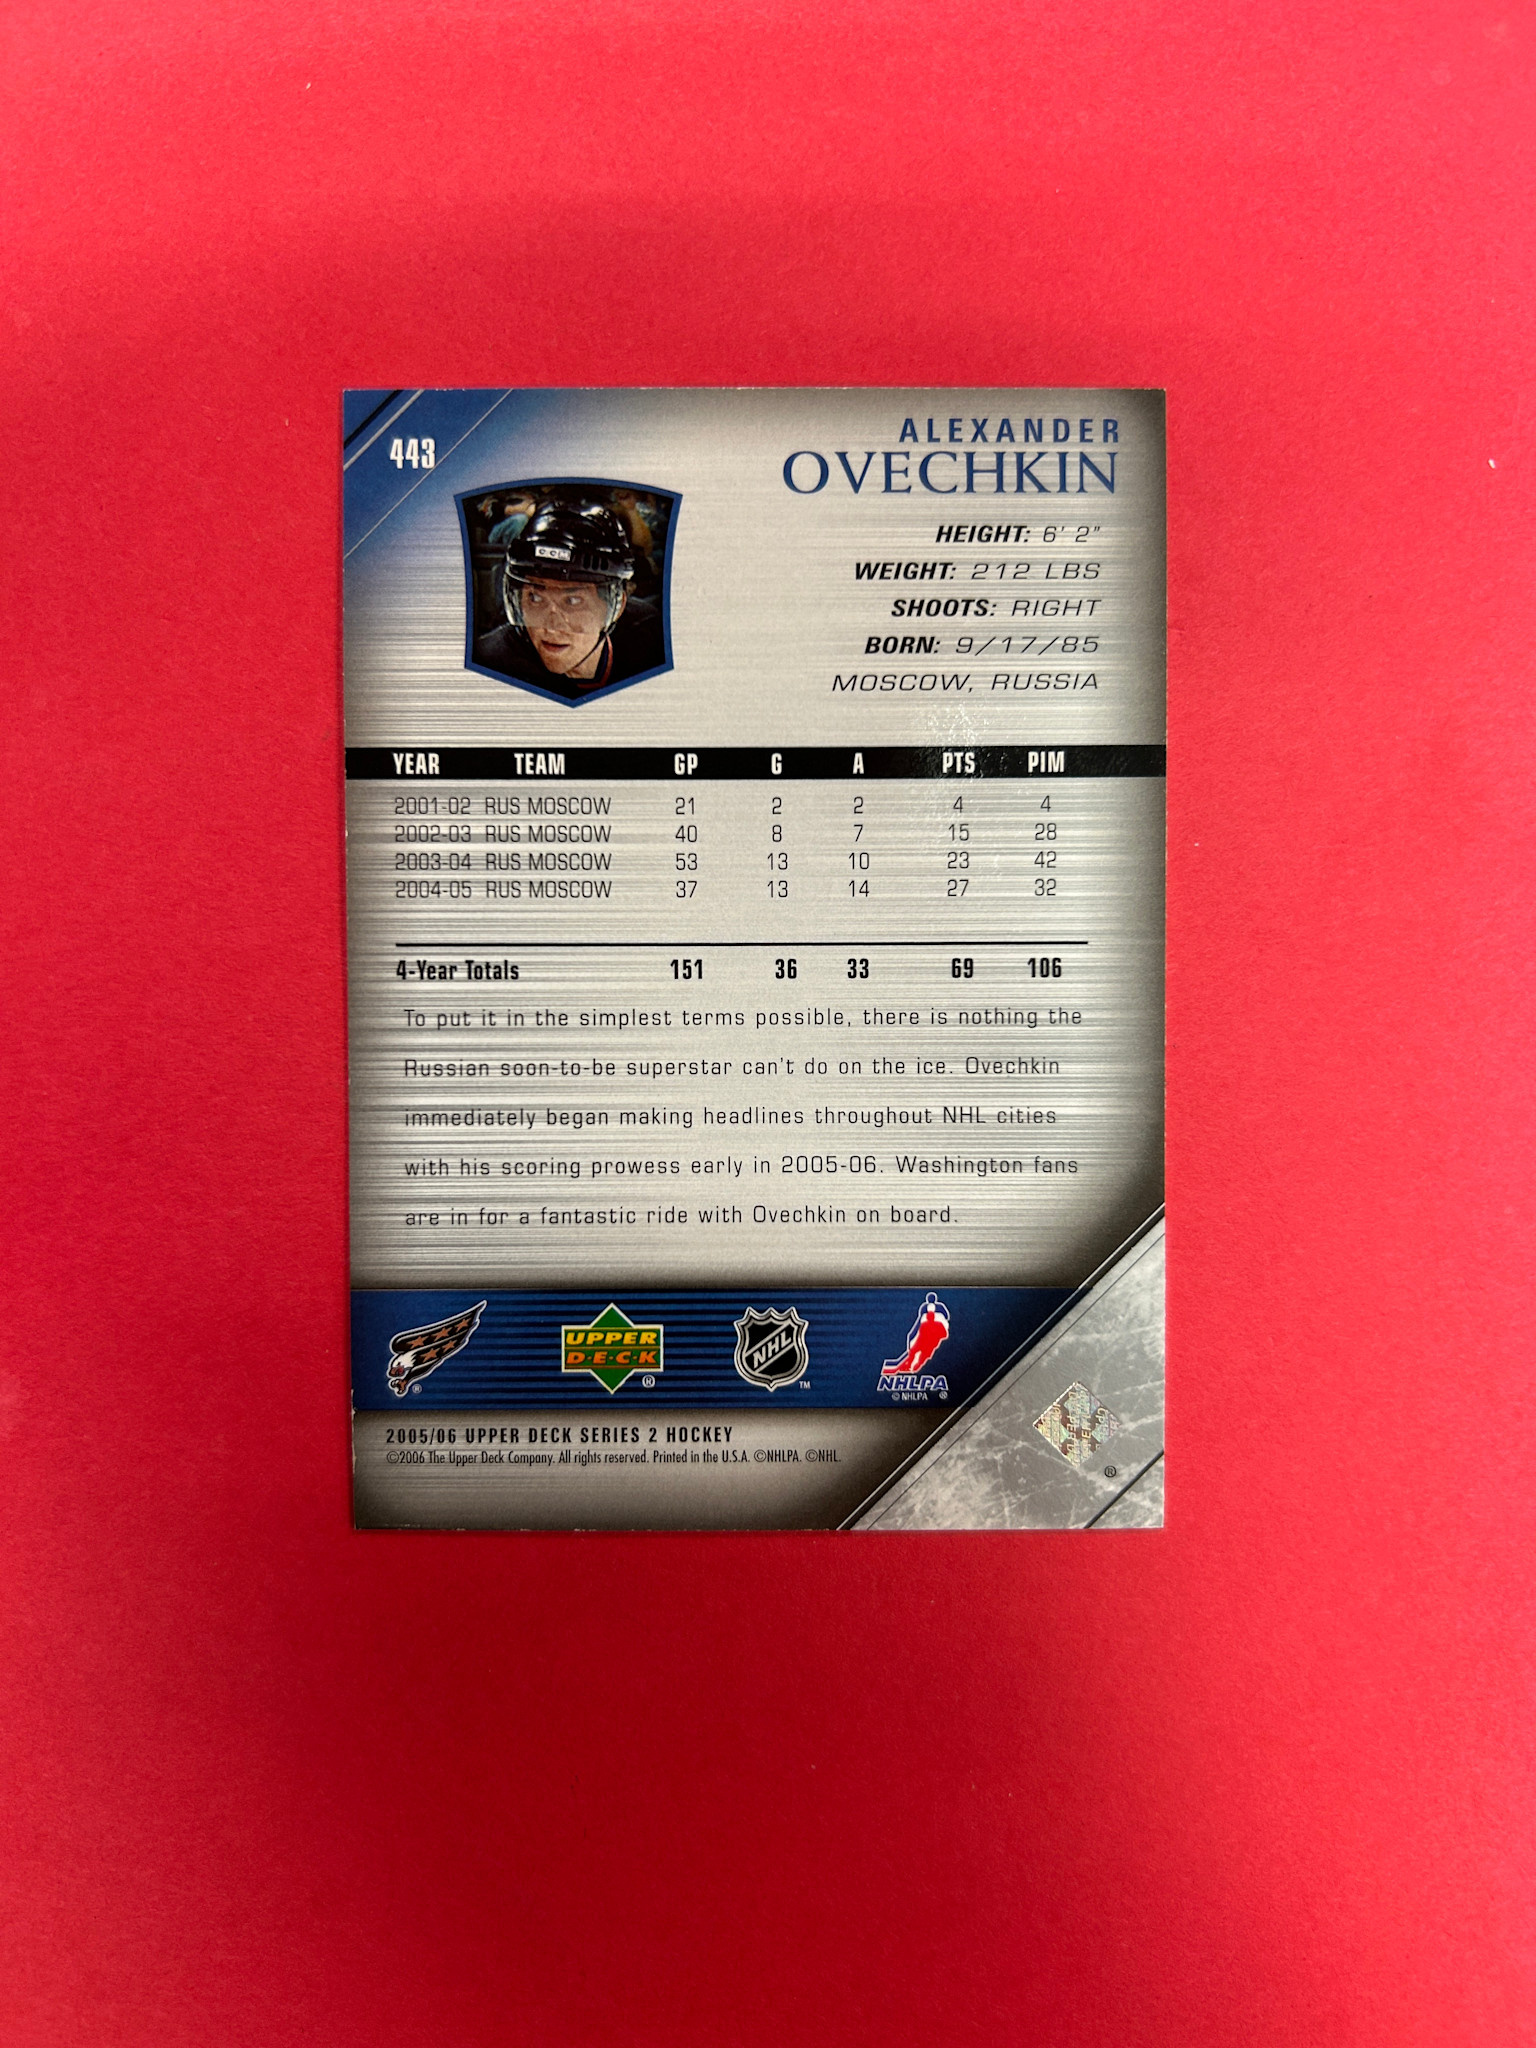 443
ALEXANDER
OVECHKIN
HEIGHT: 6' 2"
WEIGHT: 212 LBS
SHOOTS: RIGHT
BORN: 9/17/85
MOSCOW, RUSSIA
CCM
YEAR TEAM GP G A PTS PIM
2001-02 RUS MOSCOW 21 2 2 4 4
2002-03 RUS MOSCOW 40 8 7 15 28
2003-04 RUS MOSCOW 53 13 10 23 42
2004-05 RUS MOSCOW 37 13 14 27 32
4-Year Totals 151 36 33 69 106
To put it in the simplest terms possible, there is nothing the
Russian soon-to-be superstar can't do on the ice. Ovechkin
immediately began making headlines throughout NHL cities
with his scoring prowess early in 2005-06. Washington fans
are in for a fantastic ride with Ovechkin on board.
®
UPPER
D·E·C·K
®
NHL
™
NHLPA
© NHLPA ®
2005/06 UPPER DECK SERIES 2 HOCKEY
©2006 The Upper Deck Company. All rights reserved. Printed in the U.S.A. ©NHLPA. ©NHL.
®